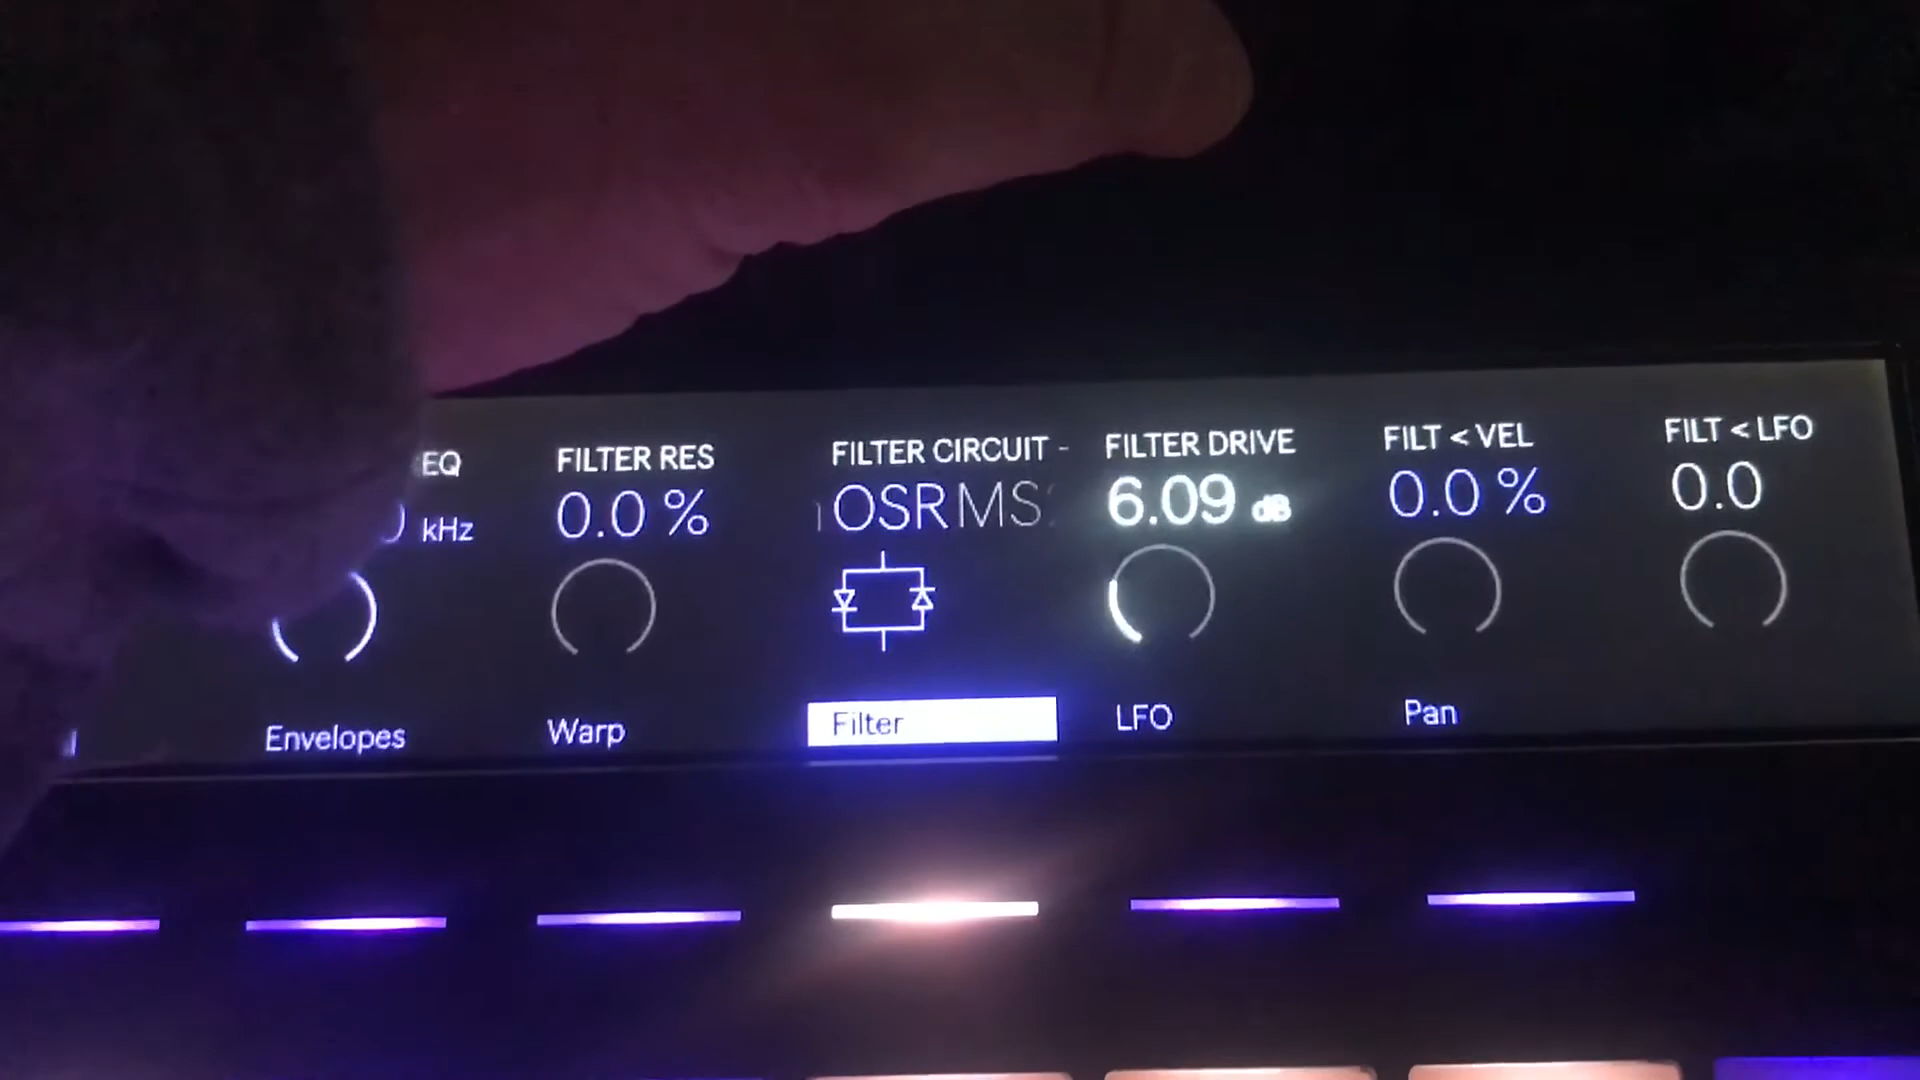 EQ FILTER RES FILTER CIRCUIT - FILTER DRIVE FILT < VEL FILT < LFO
kHz 0.0 % OSR MS 6.09 dB 0.0 % 0.0
Envelopes Warp Filter LFO Pan